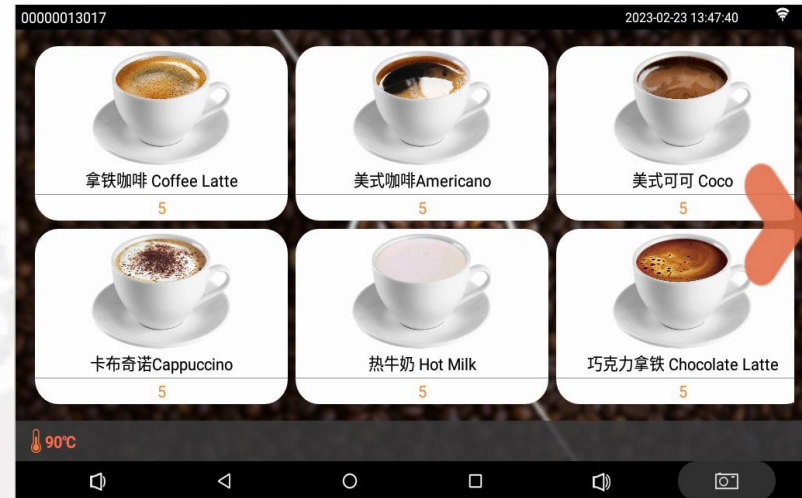 00000013017
2023-02-23 13:47:40
拿铁咖啡 Coffee Latte
美式咖啡Americano
美式可可 Coco
5
5
5
卡布奇诺Cappuccino
热牛奶 Hot Milk
巧克力拿铁 Chocolate Latte
5
5
5
90℃